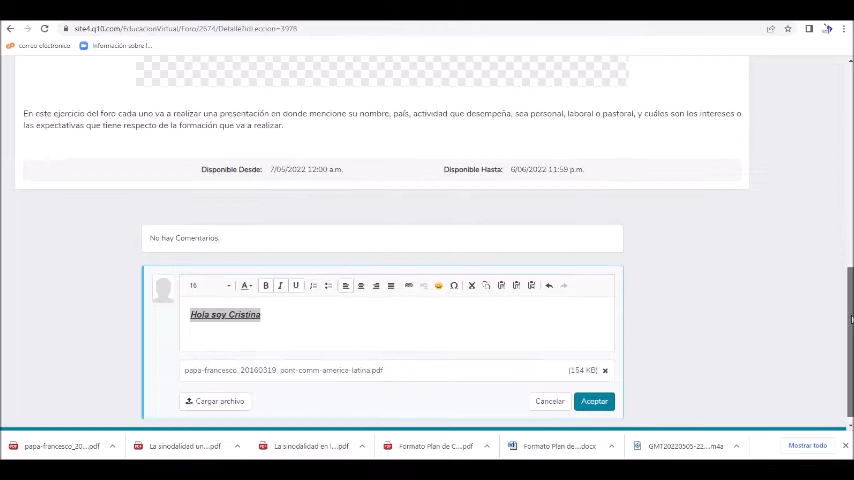 site4.q10.com/EducacionVirtual/Foro/2674/Detalle?idLeccion=3978
correo electronico Información sobre l...
En este ejercicio del foro cada uno va a realizar una presentación en donde mencione su nombre, país, actividad que desempeña, sea personal, laboral o pastoral, y cuáles son los intereses o
las expectativas que tiene respecto de la formación que va a realizar.
Disponible Desde: 7/05/2022 12:00 a.m. Disponible Hasta: 6/06/2022 11:59 p.m.
No hay Comentarios
16 A B I U Ω
Hola soy Cristina
papa-francesco_20160319_pont-comm-america-latina.pdf (154 KB)
Cargar archivo Cancelar Aceptar
papa-francesco_20....pdf La sinodalidad un....pdf La sinodalidad en l....pdf Formato Plan de C....pdf Formato Plan de....docx GMT20220505-22....m4a Mostrar todo